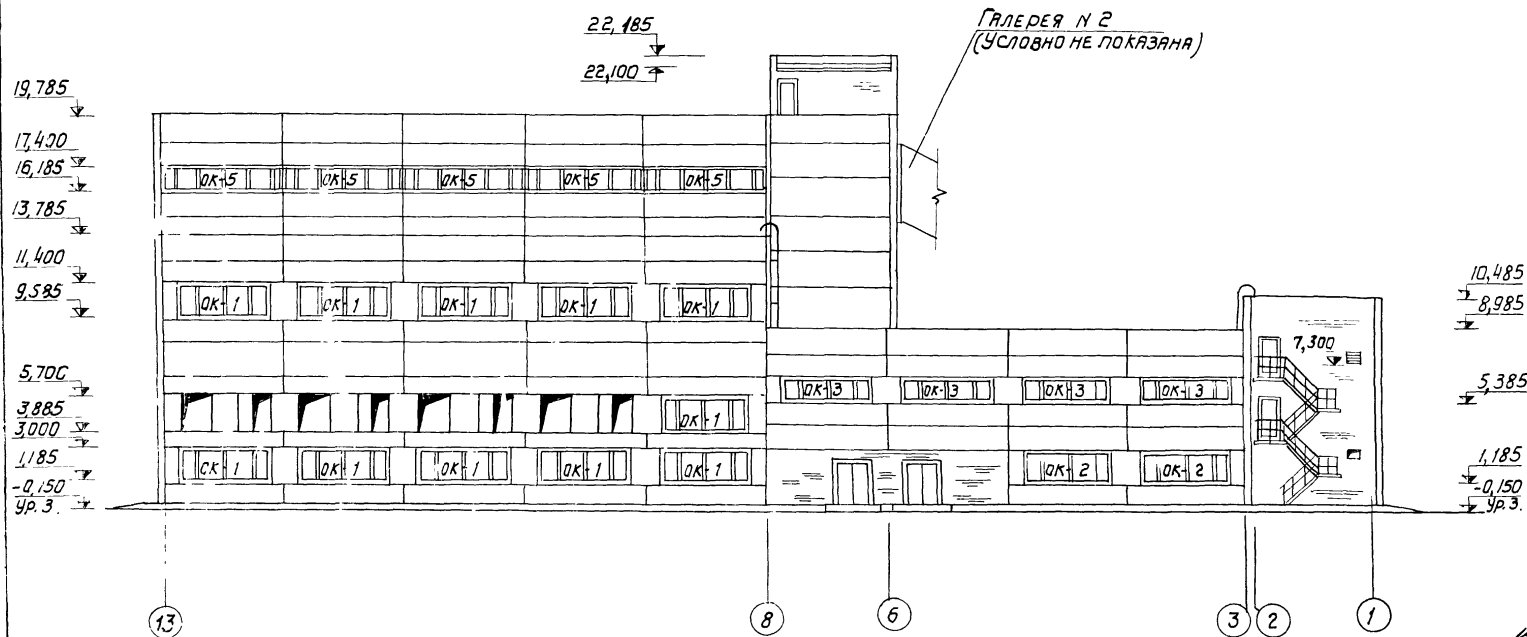 22,185
22,100
ГАЛЕРЕЯ N 2
(УСЛОВНО НЕ ПОКАЗАНА)
19,785
17,400
16,185
13,785
11,400
9,585
5,700
3,885
3,000
1,185
-0,150
УР.З.
ОК-5 ОК-5 ОК-5 ОК-5 ОК-5
ОК-1 ОК-1 ОК-1 ОК-1 ОК-1
ОК-3 ОК-3 ОК-3 ОК-3
ОК-1
ОК-1 ОК-1 ОК-1 ОК-1 ОК-1
ОК-2 ОК-2
7,300
10,485
8,985
5,385
1,185
-0,150
УР.З.
13 8 6 3 2 1